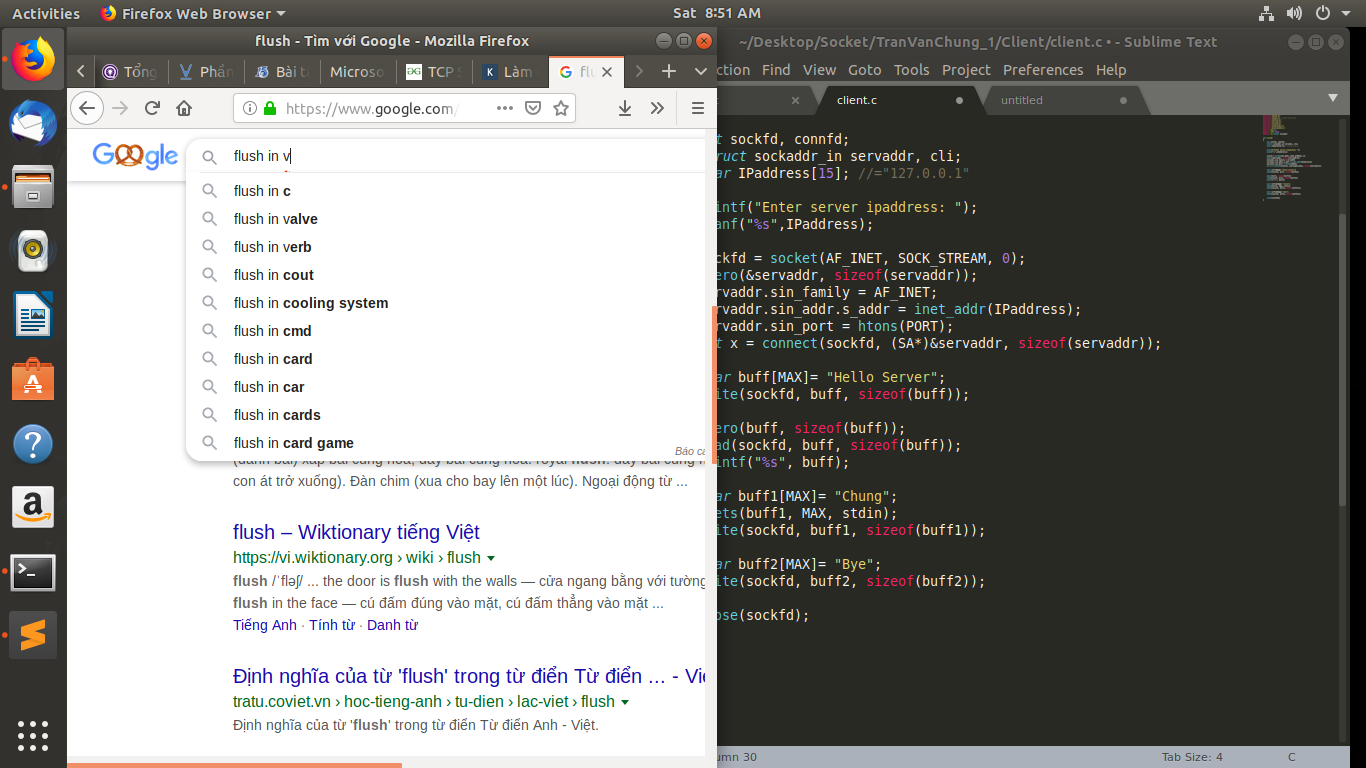 Activities Firefox Web Browser Sat 8:51 AM
flush - Tìm với Google - Mozilla Firefox
~/Desktop/Socket/TranVanChung_1/Client/client.c • - Sublime Text
ction Find View Goto Tools Project Preferences Help
Tổng Phân Bài t Microso TCP S Làm flu
client.c untitled
https://www.google.com/
Google
flush in v
flush in c
flush in valve
flush in verb
flush in cout
flush in cooling system
flush in cmd
flush in card
flush in car
flush in cards
flush in card game
Báo cá
con át trở xuống). Đàn chim (xua cho bay lên một lúc). Ngoại động từ ...
flush – Wiktionary tiếng Việt
https://vi.wiktionary.org › wiki › flush
flush /ˈfləʃ/ ... the door is flush with the walls — cửa ngang bằng với tường
flush in the face — cú đấm đúng vào mặt, cú đấm thẳng vào mặt ...
Tiếng Anh · Tính từ · Danh từ
Định nghĩa của từ 'flush' trong từ điển Từ điển ... - Việ
tratu.coviet.vn › hoc-tieng-anh › tu-dien › lac-viet › flush
Định nghĩa của từ 'flush' trong từ điển Từ điển Anh - Việt.
t sockfd, connfd;
ruct sockaddr_in servaddr, cli;
ar IPaddress[15]; //="127.0.0.1"
intf("Enter server ipaddress: ");
anf("%s",IPaddress);
ckfd = socket(AF_INET, SOCK_STREAM, 0);
ero(&servaddr, sizeof(servaddr));
rvaddr.sin_family = AF_INET;
rvaddr.sin_addr.s_addr = inet_addr(IPaddress);
rvaddr.sin_port = htons(PORT);
t x = connect(sockfd, (SA*)&servaddr, sizeof(servaddr));
ar buff[MAX]= "Hello Server";
ite(sockfd, buff, sizeof(buff));
ero(buff, sizeof(buff));
ad(sockfd, buff, sizeof(buff));
intf("%s", buff);
ar buff1[MAX]= "Chung";
ets(buff1, MAX, stdin);
ite(sockfd, buff1, sizeof(buff1));
ar buff2[MAX]= "Bye";
ite(sockfd, buff2, sizeof(buff2));
ose(sockfd);
umn 30 Tab Size: 4 C